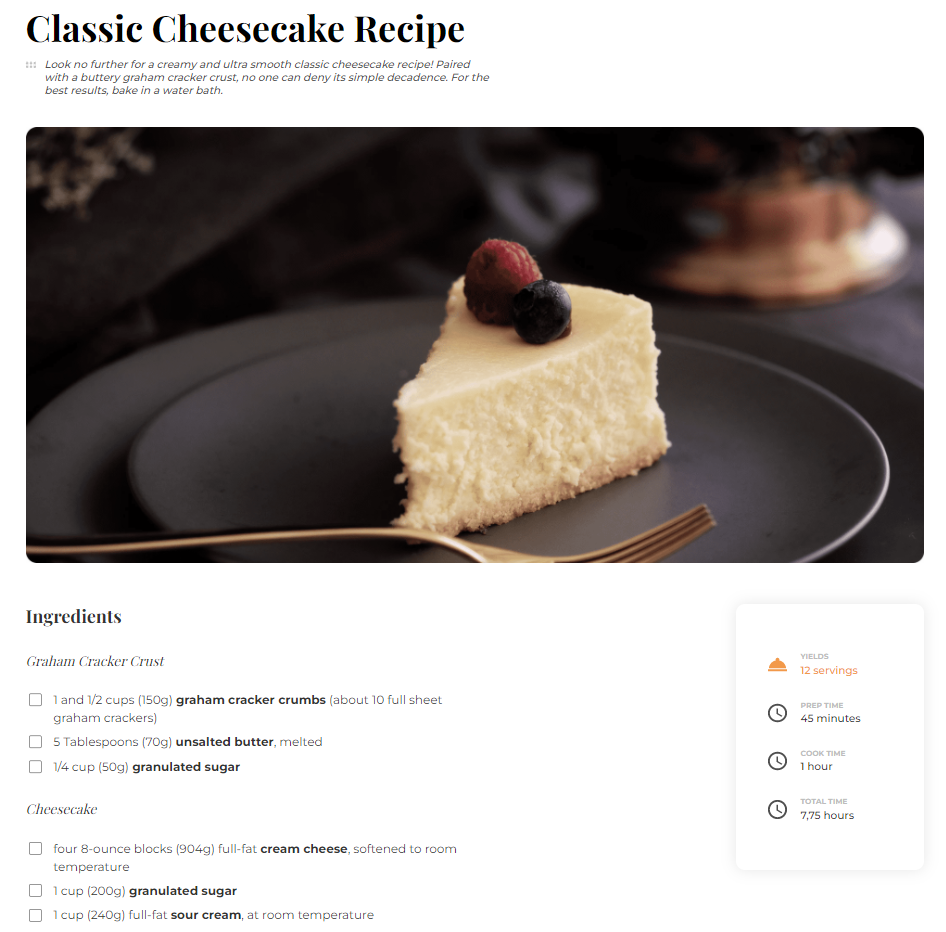 Classic Cheesecake Recipe
Look no further for a creamy and ultra smooth classic cheesecake recipe! Paired
with a buttery graham cracker crust, no one can deny its simple decadence. For the
best results, bake in a water bath.
Ingredients
Graham Cracker Crust
1 and 1/2 cups (150g) graham cracker crumbs (about 10 full sheet
graham crackers)
5 Tablespoons (70g) unsalted butter, melted
1/4 cup (50g) granulated sugar
Cheesecake
four 8-ounce blocks (904g) full-fat cream cheese, softened to room
temperature
1 cup (200g) granulated sugar
1 cup (240g) full-fat sour cream, at room temperature
YIELDS
12 servings
PREP TIME
45 minutes
COOK TIME
1 hour
TOTAL TIME
7,75 hours